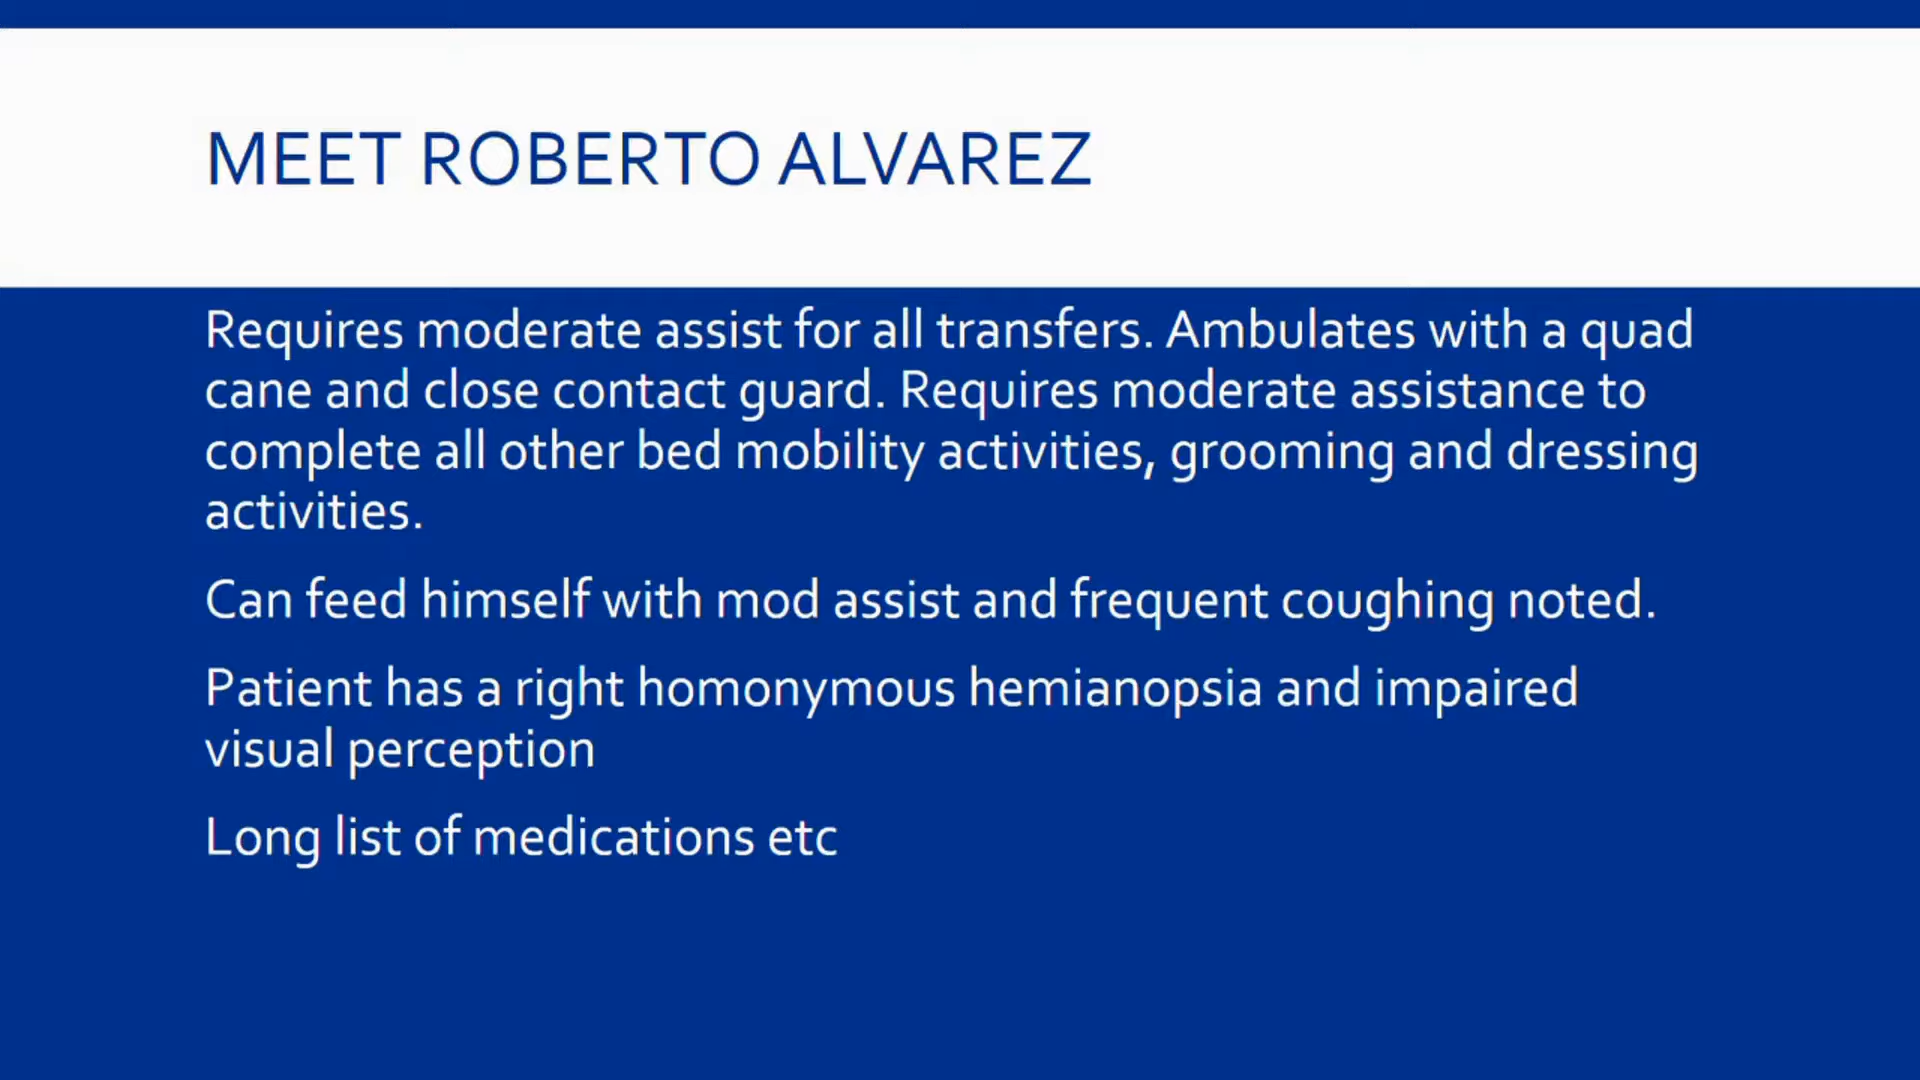 MEET ROBERTO ALVAREZ
Requires moderate assist for all transfers. Ambulates with a quad
cane and close contact guard. Requires moderate assistance to
complete all other bed mobility activities, grooming and dressing
activities.
Can feed himself with mod assist and frequent coughing noted.
Patient has a right homonymous hemianopsia and impaired
visual perception
Long list of medications etc